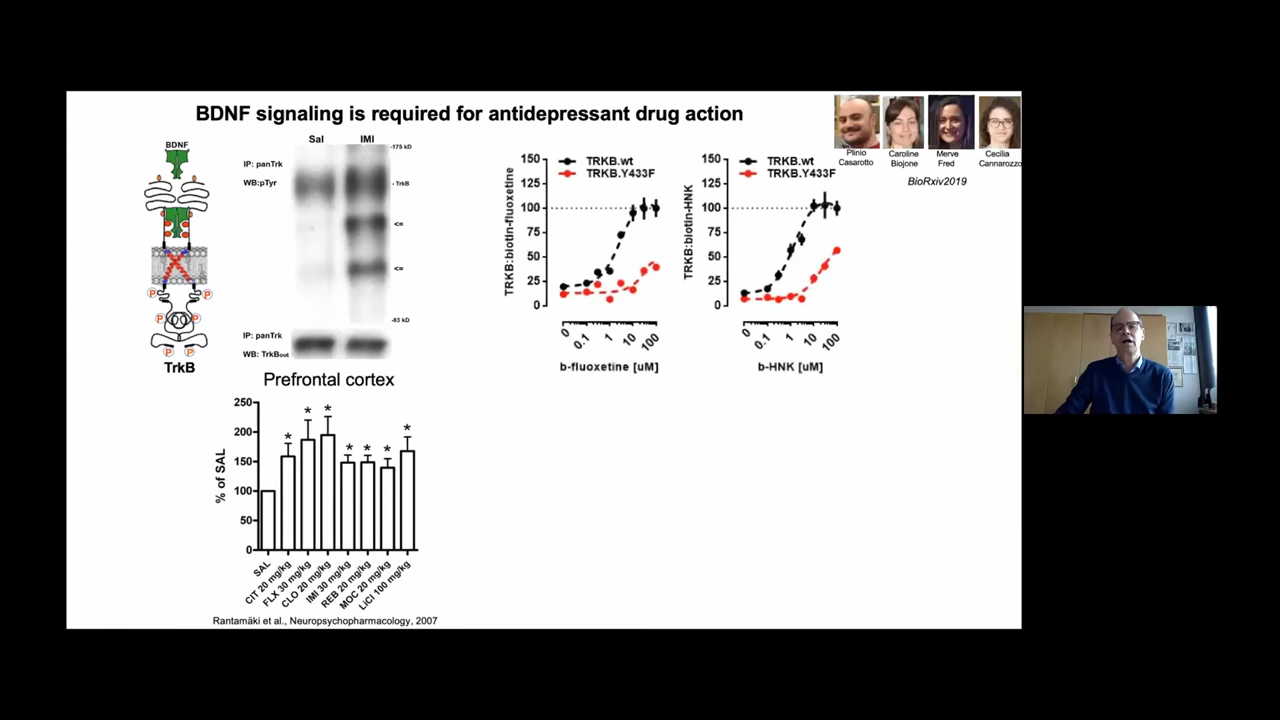 BDNF signaling is required for antidepressant drug action
BDNF
P
P
P
P
P
P
TrkB
Sal
IMI
IP: panTrk
WB:pTyr
-175 kD
- TrkB
<=
<=
-83 kD
IP: panTrk
WB: TrkBout
Prefrontal cortex
% of SAL
250
200
150
100
50
0
*
*
*
*
*
*
*
SAL
CIT 20 mg/kg
FLX 30 mg/kg
CLO 20 mg/kg
IMI 30 mg/kg
REB 20 mg/kg
MOC 20 mg/kg
LiCl 100 mg/kg
Rantamäki et al., Neuropsychopharmacology, 2007
TRKB:biotin-fluoxetine
150
125
100
75
50
25
0
TRKB.wt
TRKB.Y433F
0
0.1
1
10
100
b-fluoxetine [uM]
TRKB:biotin-HNK
150
125
100
75
50
25
0
TRKB.wt
TRKB.Y433F
0
0.1
1
10
100
b-HNK [uM]
Plinio
Casarotto
Caroline
Biojone
Merve
Fred
Cecilia
Cannarozzo
BioRxiv2019